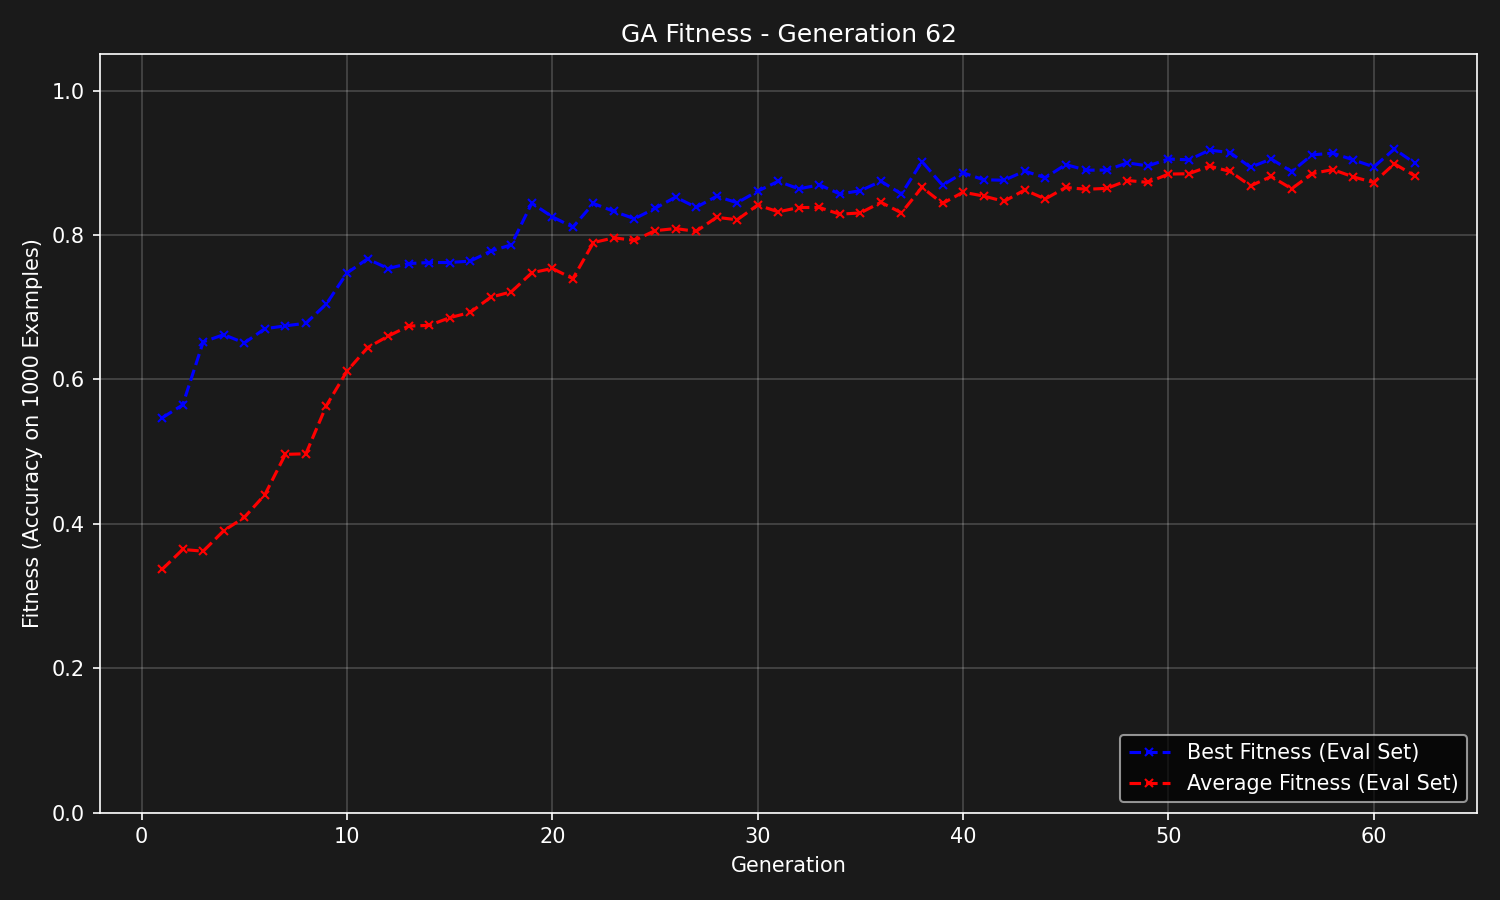 GA Fitness - Generation 62
Fitness (Accuracy on 1000 Examples)
1.0
0.8
0.6
0.4
0.2
0.0
0 10 20 30 40 50 60
Generation
Best Fitness (Eval Set)
Average Fitness (Eval Set)